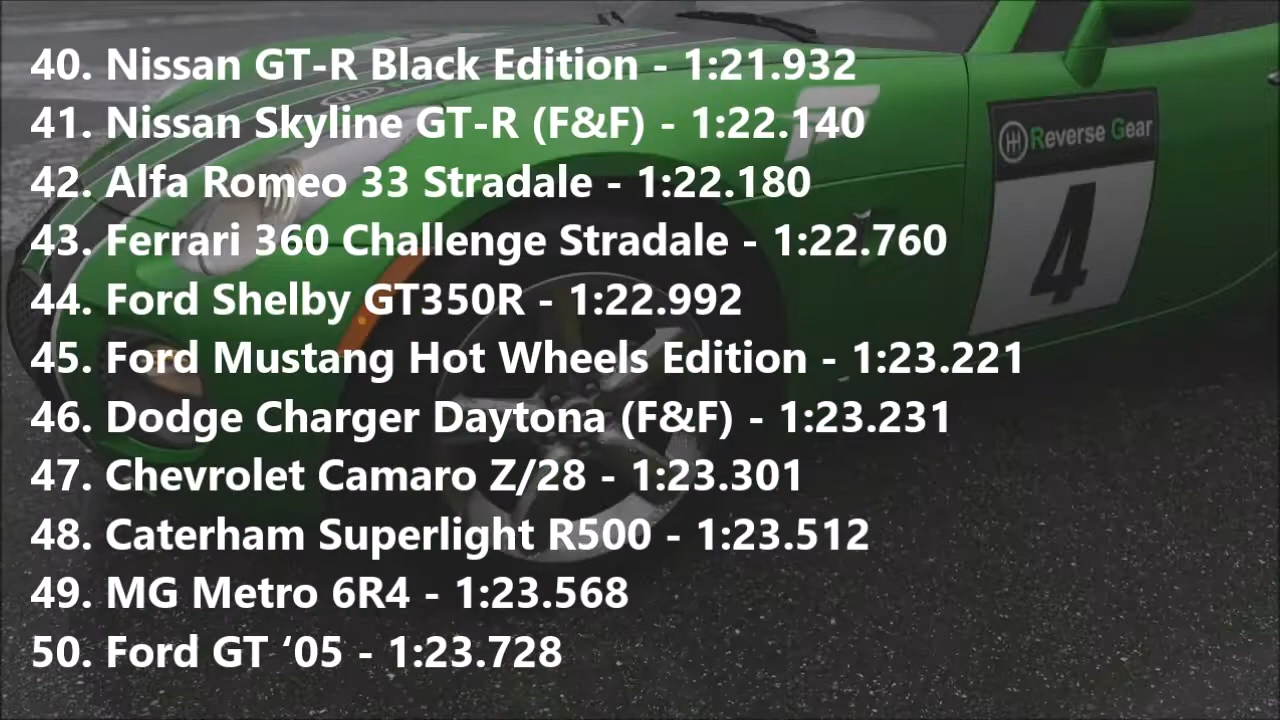 40. Nissan GT-R Black Edition - 1:21.932
41. Nissan Skyline GT-R (F&F) - 1:22.140
42. Alfa Romeo 33 Stradale - 1:22.180
43. Ferrari 360 Challenge Stradale - 1:22.760
44. Ford Shelby GT350R - 1:22.992
45. Ford Mustang Hot Wheels Edition - 1:23.221
46. Dodge Charger Daytona (F&F) - 1:23.231
47. Chevrolet Camaro Z/28 - 1:23.301
48. Caterham Superlight R500 - 1:23.512
49. MG Metro 6R4 - 1:23.568
50. Ford GT ‘05 - 1:23.728
Reverse Gear
4